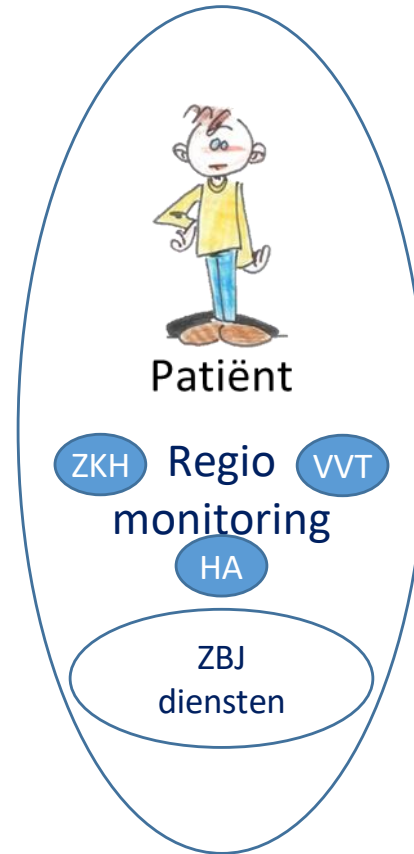 Patiënt
ZKH
Regio
VVT
monitoring
HA
ZBJ
diensten